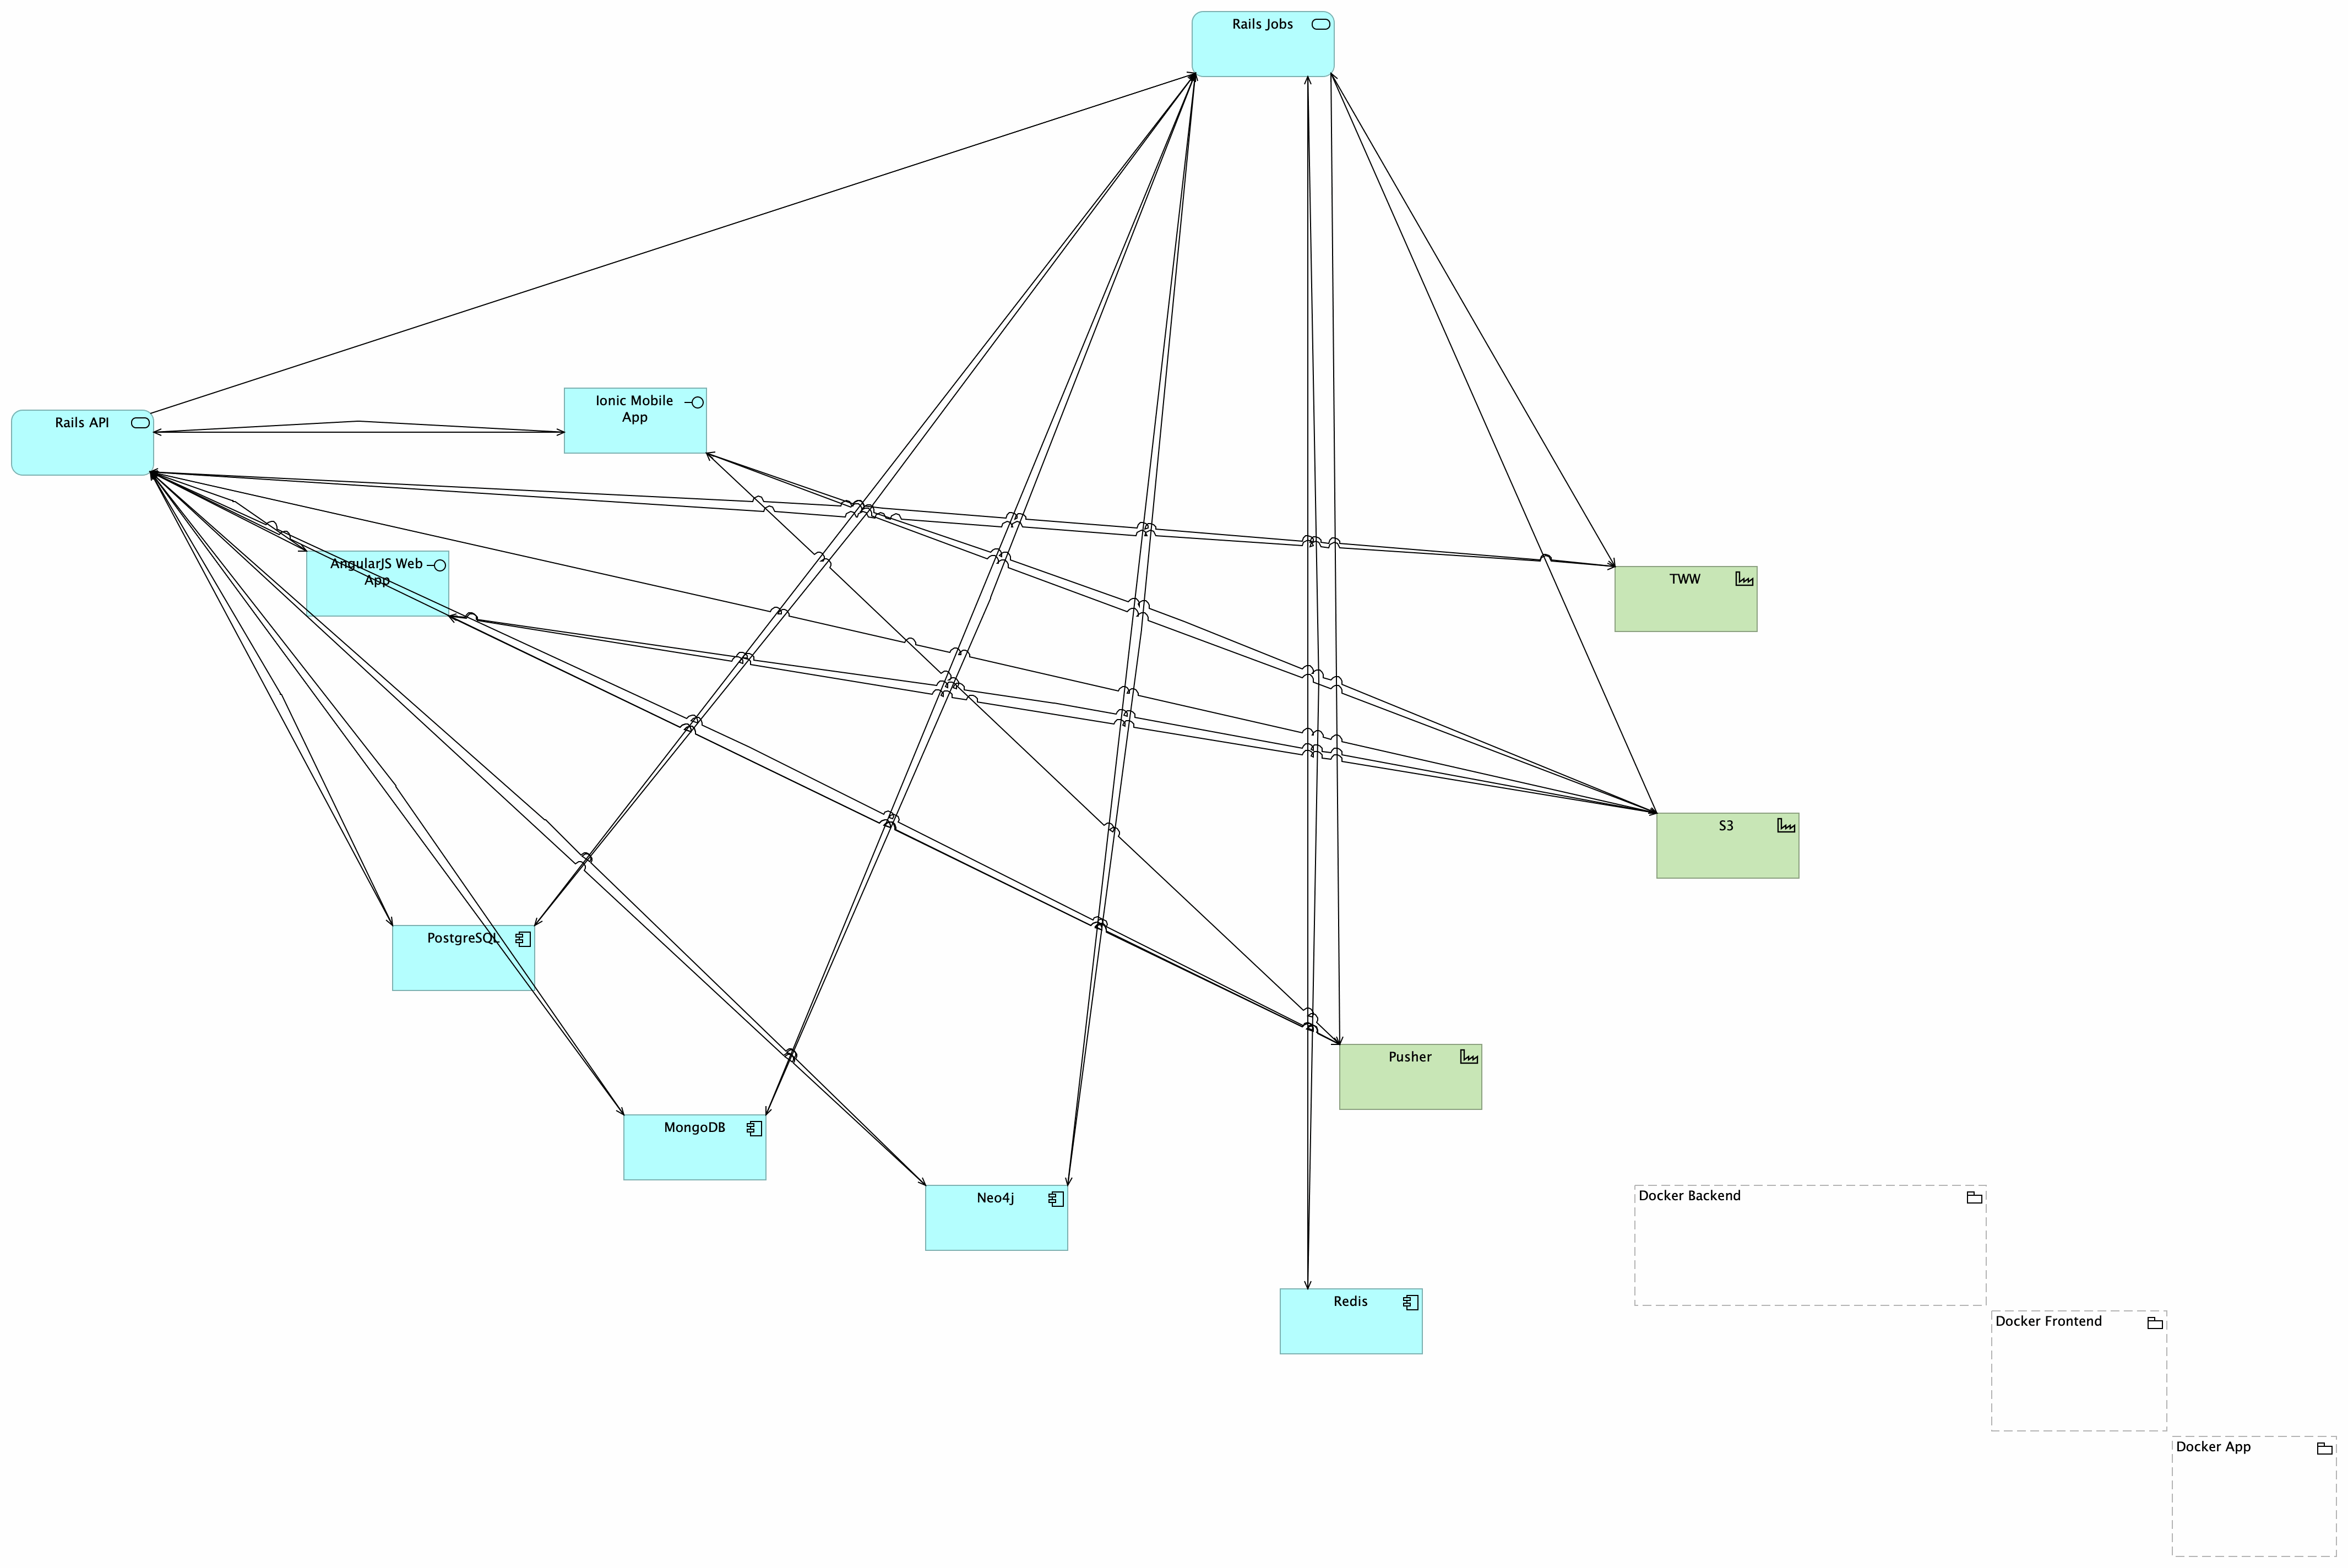 Rails Jobs
Ionic Mobile
App
Rails API
AngularJS Web
App
TWW
S3
PostgreSQL
Pusher
MongoDB
Neo4j
Docker Backend
Redis
Docker Frontend
Docker App